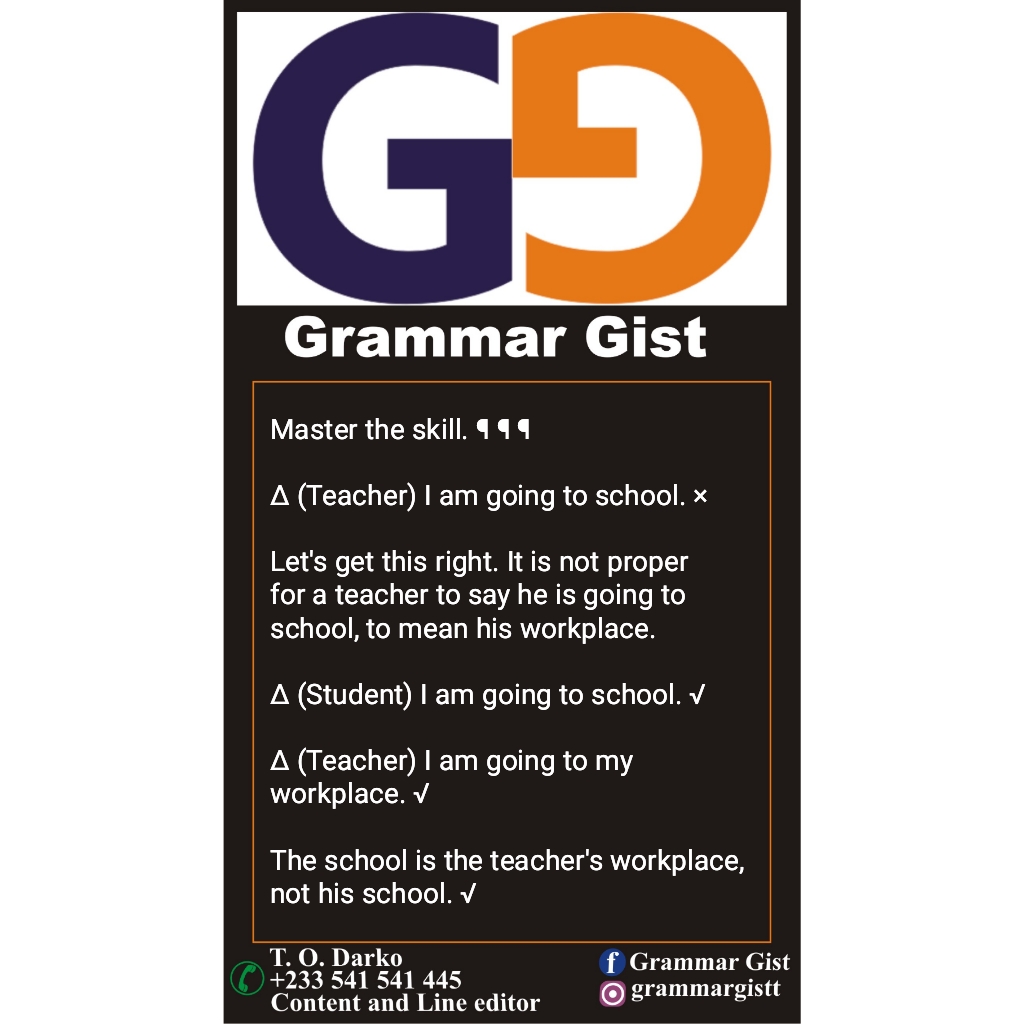 GG
Grammar Gist
Master the skill. ¶ ¶ ¶
Δ (Teacher) I am going to school. ×
Let's get this right. It is not proper
for a teacher to say he is going to
school, to mean his workplace.
Δ (Student) I am going to school. √
Δ (Teacher) I am going to my
workplace. √
The school is the teacher's workplace,
not his school. √
T. O. Darko
+233 541 541 445
Content and Line editor
f Grammar Gist
grammargistt